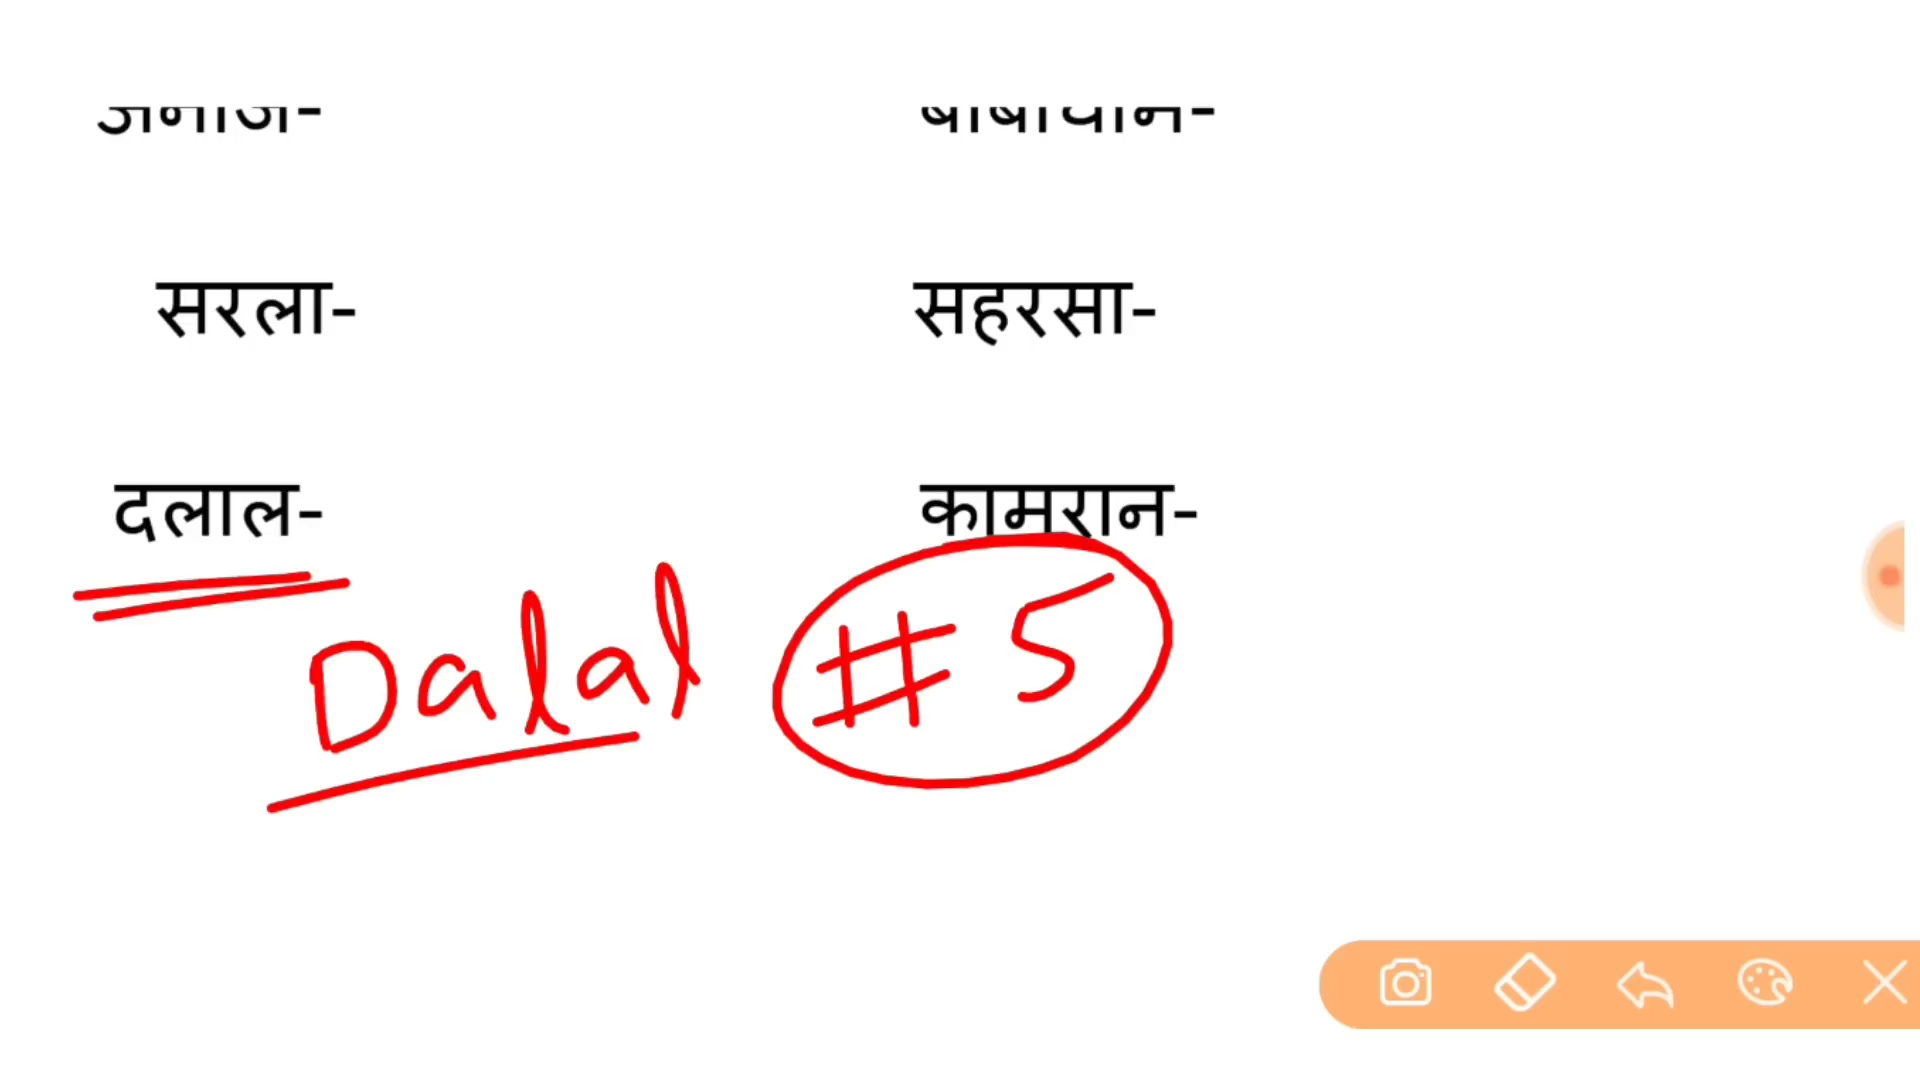 सरला- सहरसा-
दलाल- कामरान-
Dalal # 5